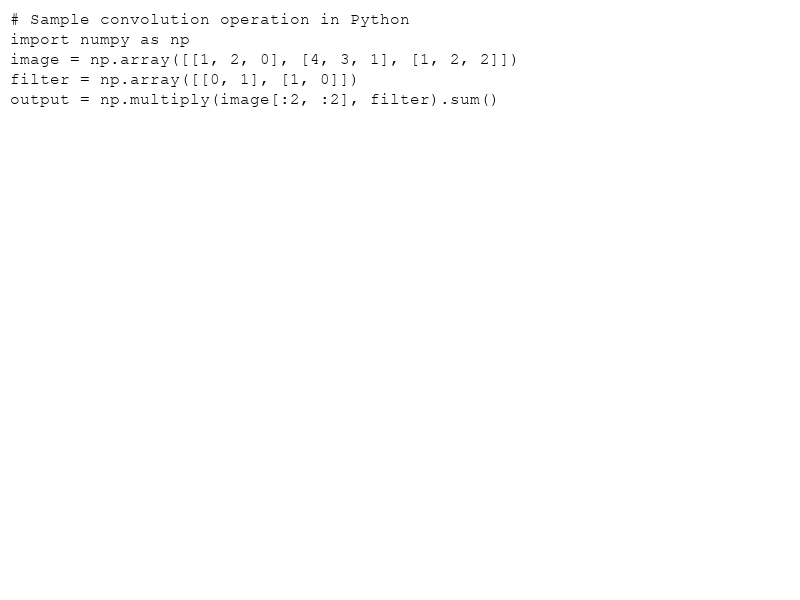 # Sample convolution operation in Python
import numpy as np
image = np.array([[1, 2, 0], [4, 3, 1], [1, 2, 2]])
filter = np.array([[0, 1], [1, 0]])
output = np.multiply(image[:2, :2], filter).sum()